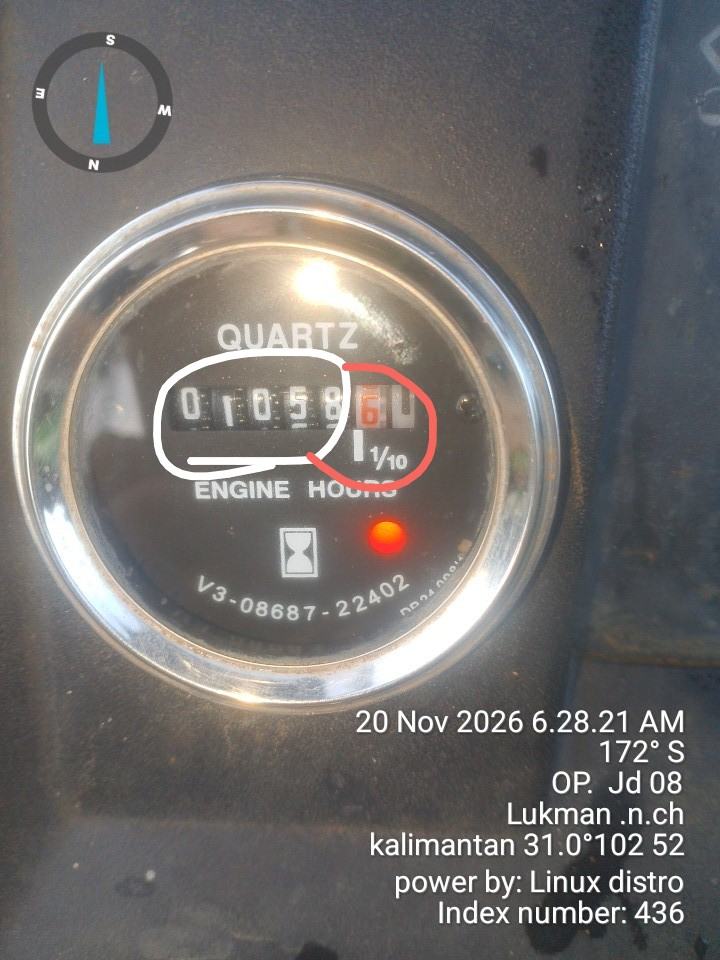 S
E
W
N
QUARTZ
0 1 0 5 8 6
1/10
ENGINE HOURS
V3-08687-22402
20 Nov 2026 6.28.21 AM
172° S
OP. Jd 08
Lukman .n.ch
kalimantan 31.0°102 52
power by: Linux distro
Index number: 436